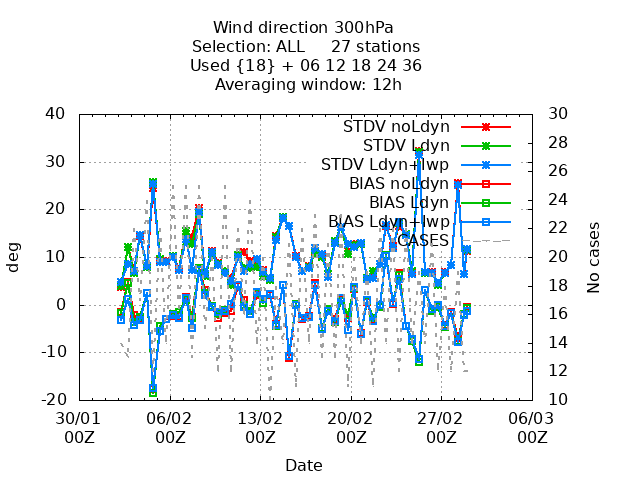 Wind direction 300hPa
Selection: ALL 27 stations
Used {18} + 06 12 18 24 36
Averaging window: 12h
40
30
20
10
0
-10
-20
deg
30
28
26
24
22
20
18
16
14
12
10
No cases
STDV noLdyn
STDV Ldyn
STDV Ldyn+lwp
BIAS noLdyn
BIAS Ldyn
BIAS Ldyn+lwp
CASES
30/01 06/02 13/02 20/02 27/02 06/03
00Z 00Z 00Z 00Z 00Z 00Z
Date